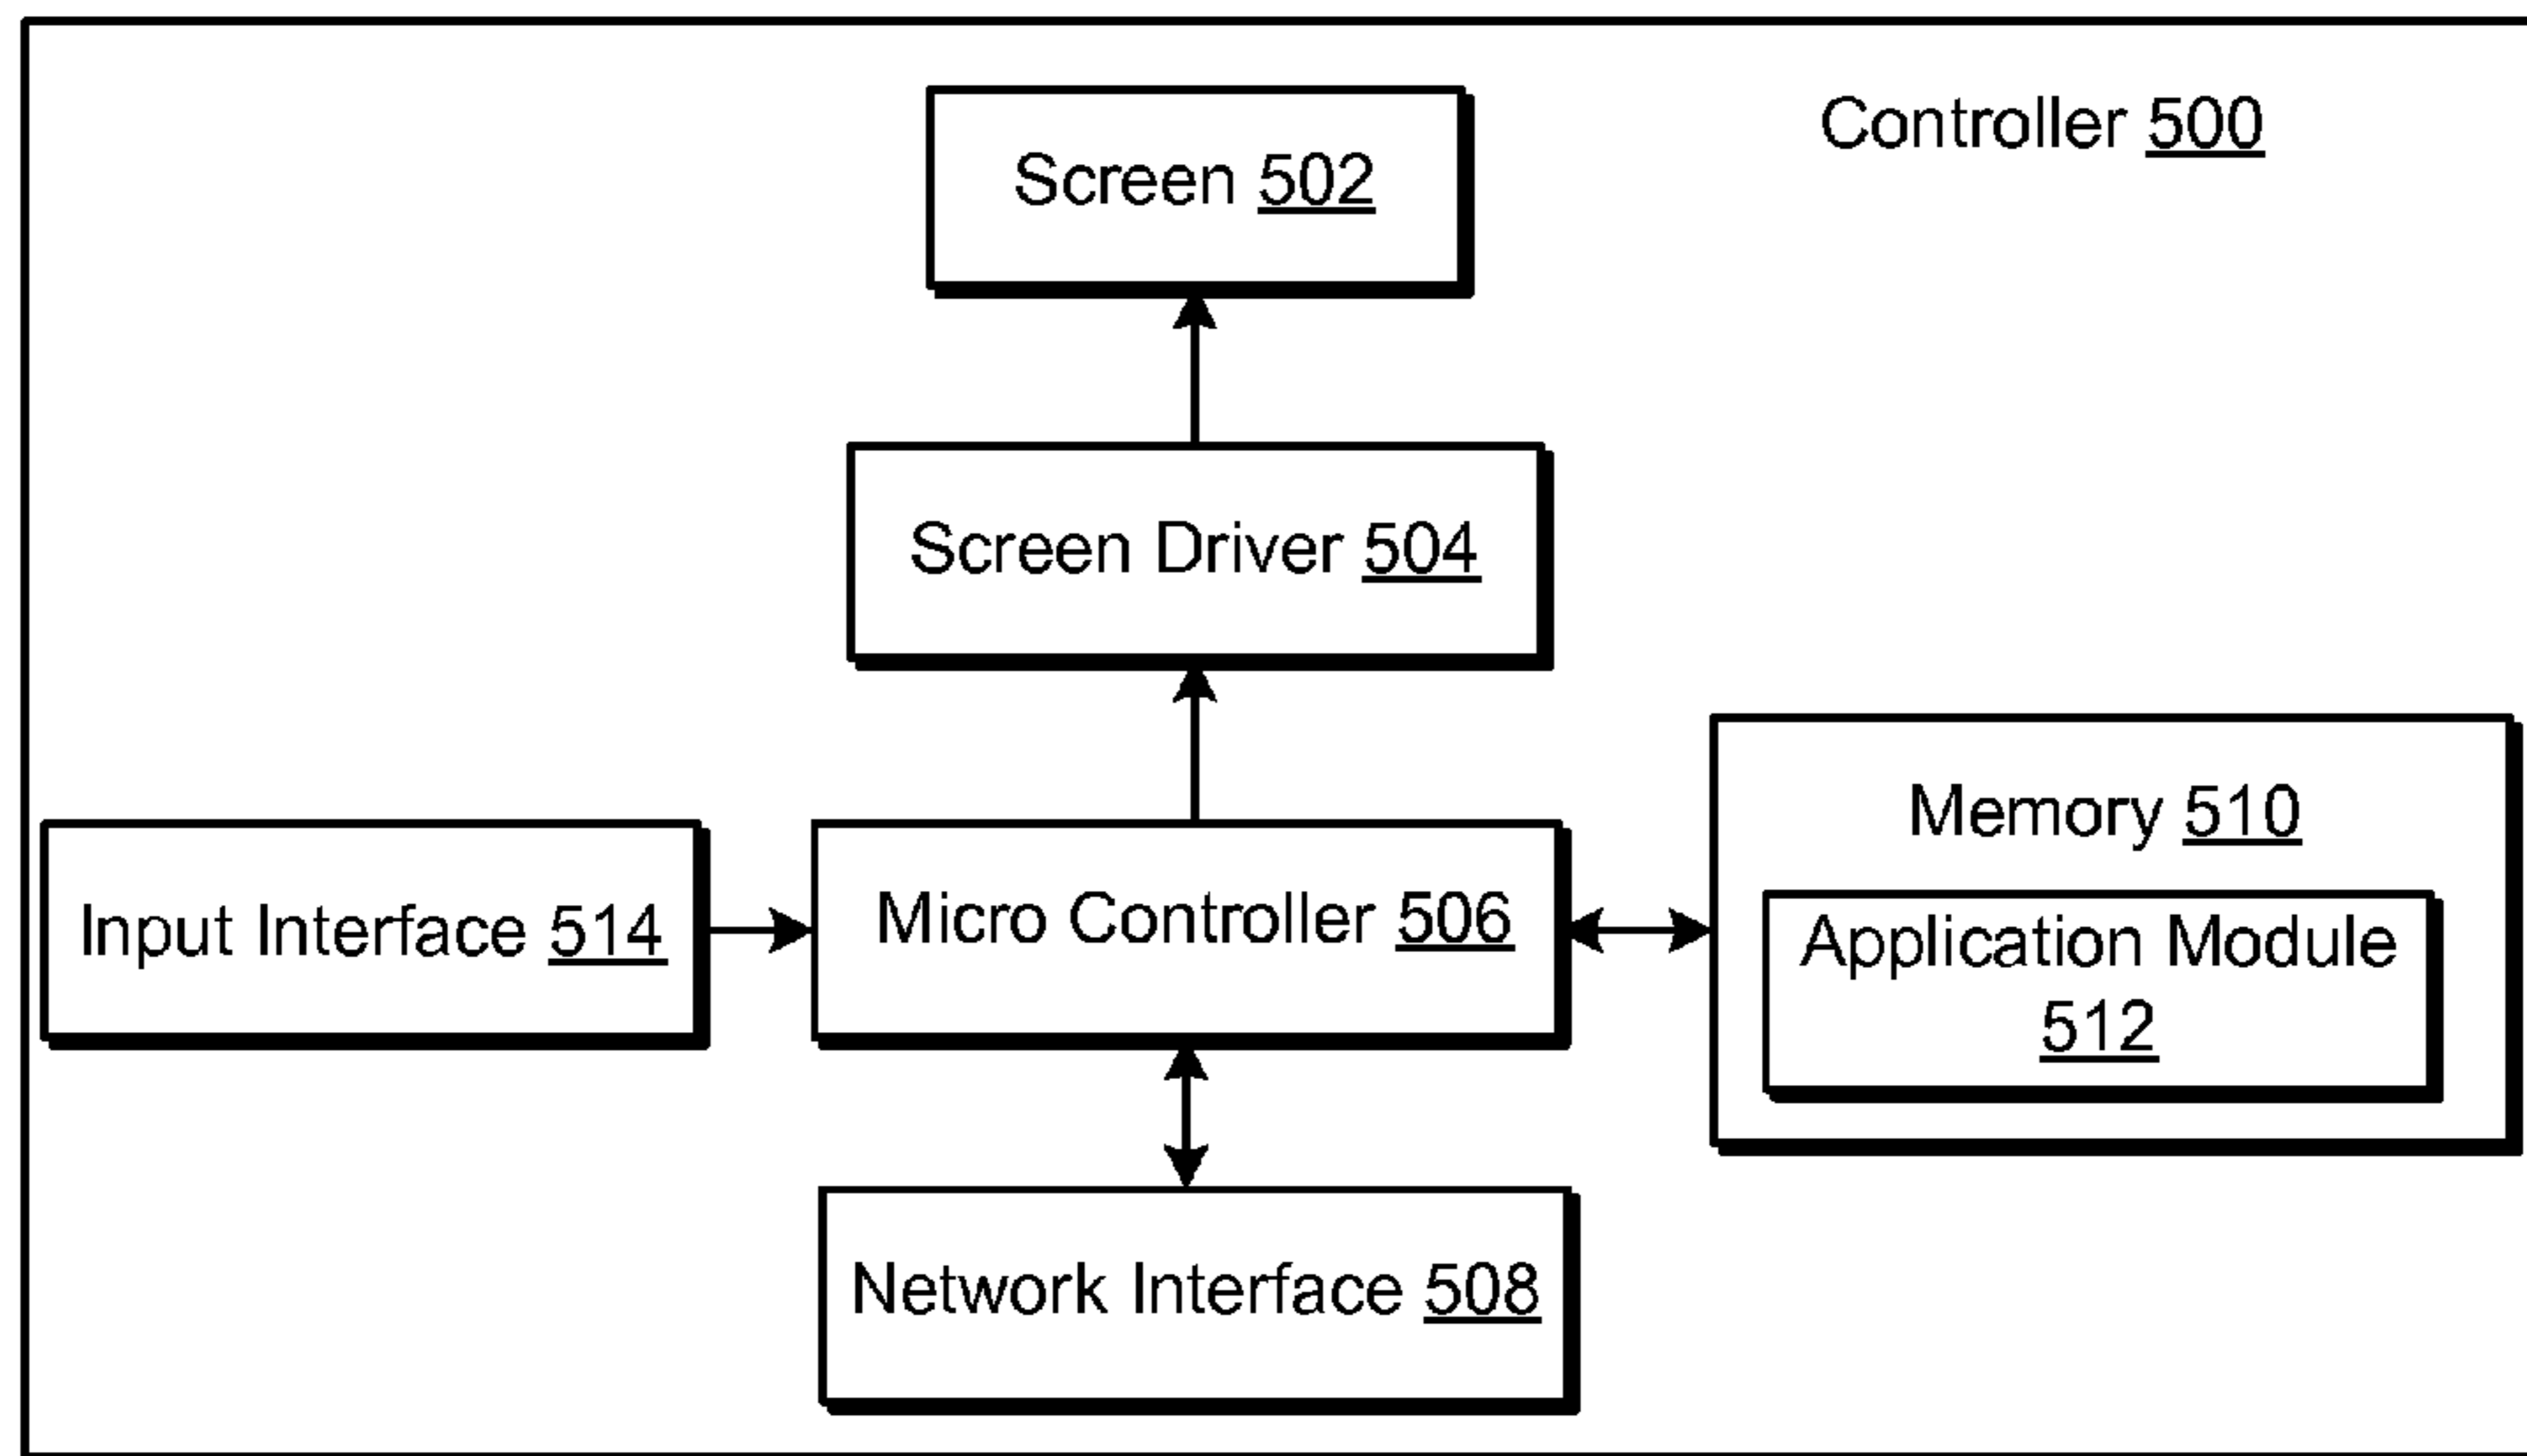 Controller 500
Screen 502
Screen Driver 504
Input Interface 514
Micro Controller 506
Memory 510
Application Module
512
Network Interface 508